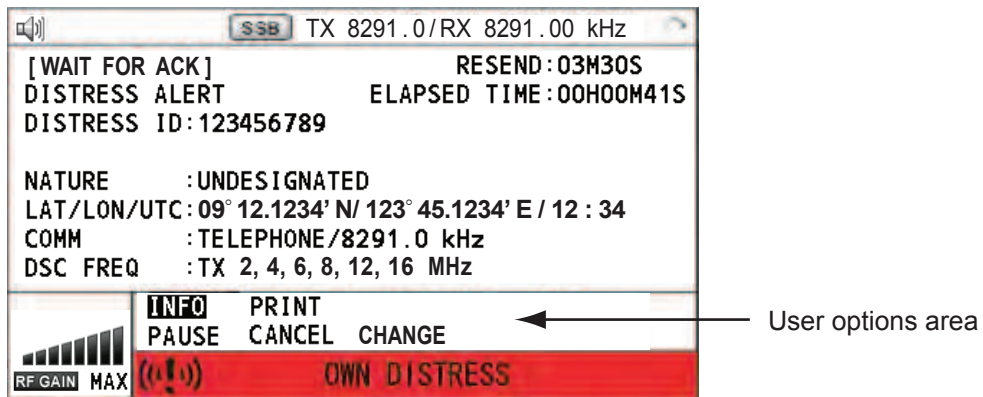 SSB TX 8291.0/RX 8291.00 kHz
[WAIT FOR ACK] RESEND:03M30S
DISTRESS ALERT ELAPSED TIME:00H00M41S
DISTRESS ID:123456789
NATURE :UNDESIGNATED
LAT/LON/UTC:09° 12.1234' N/ 123° 45.1234' E / 12 : 34
COMM :TELEPHONE/8291.0 kHz
DSC FREQ :TX 2, 4, 6, 8, 12, 16 MHz
INFO PRINT
User options area
PAUSE CANCEL CHANGE
RF GAIN MAX OWN DISTRESS